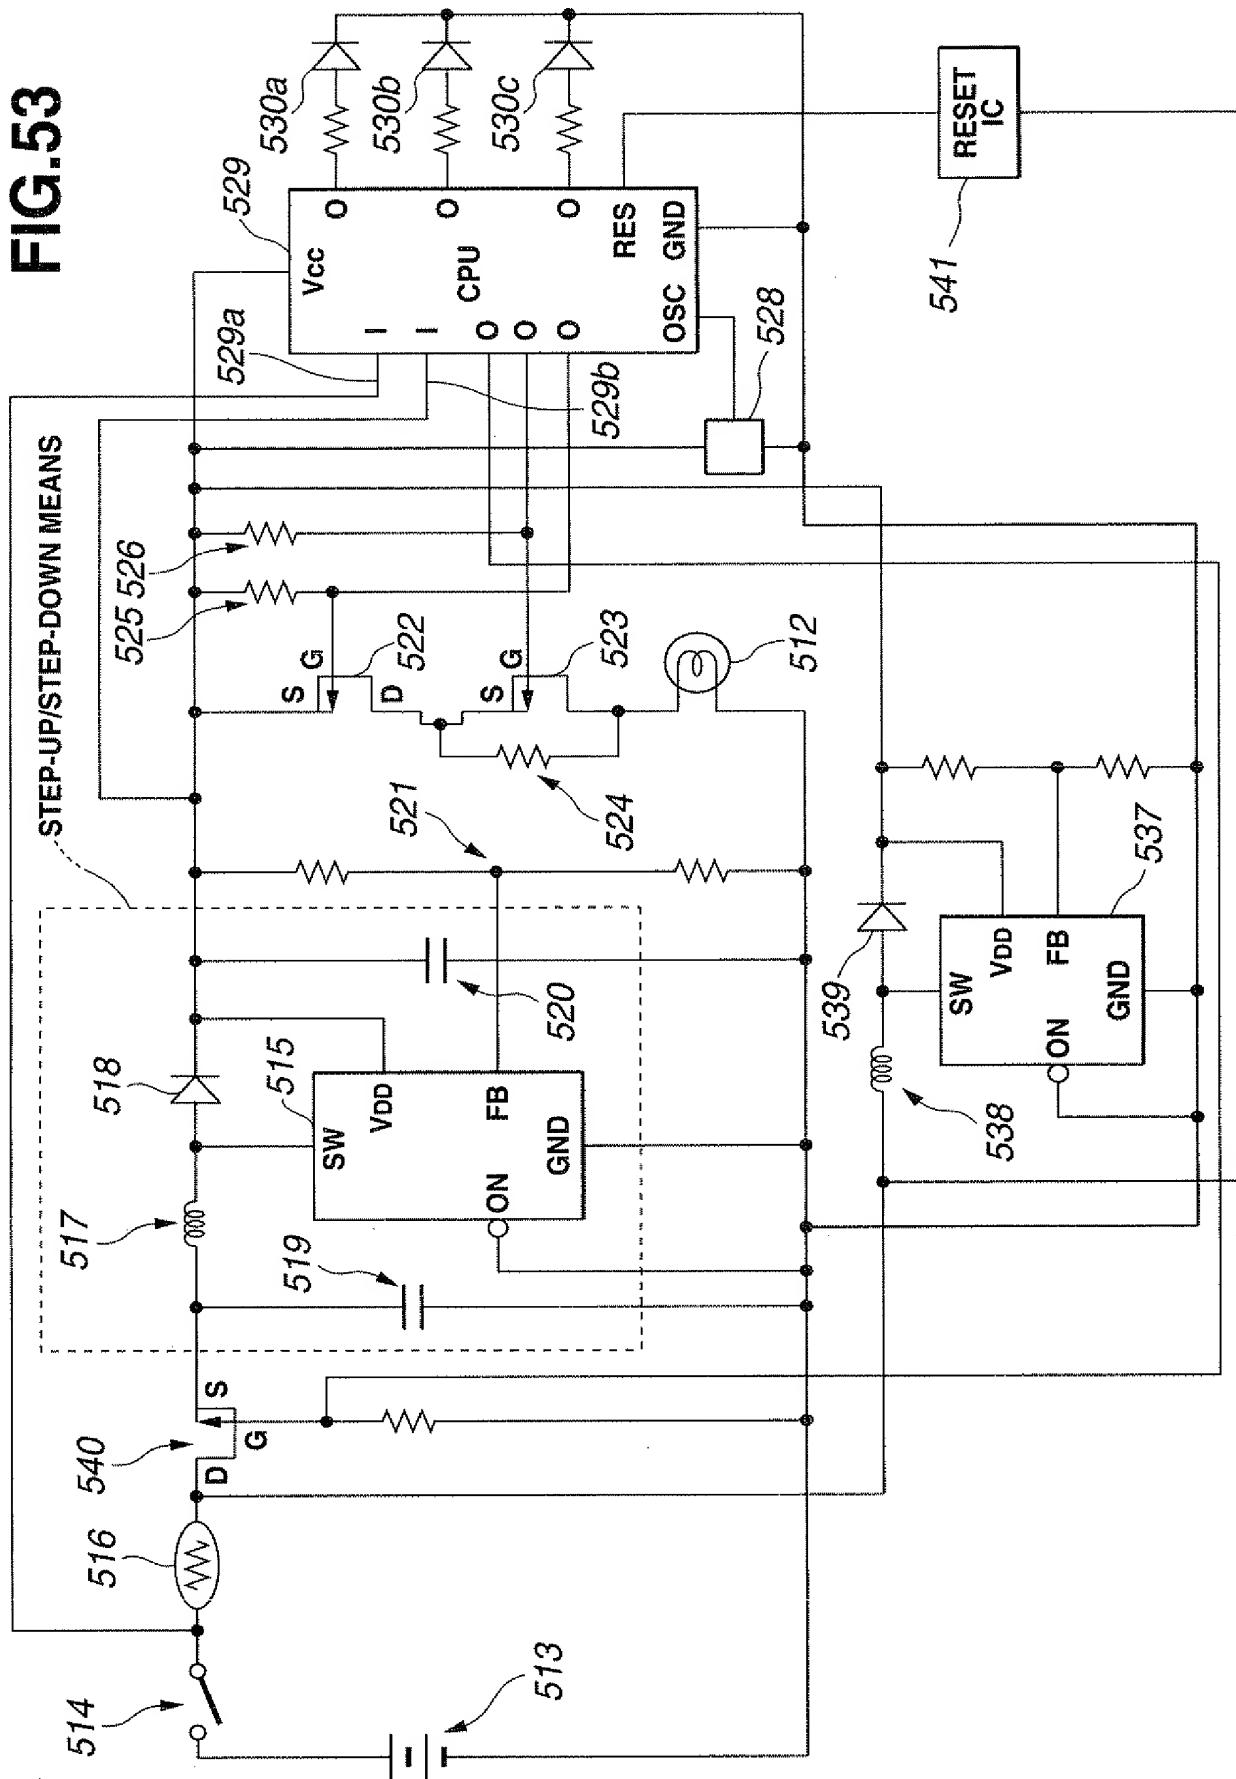 FIG.53
STEP-UP/STEP-DOWN MEANS
514
516
540
D
S
G
517
518
519
515
SW
VDD
FB
ON
GND
520
513
521
525
526
S
G
D
522
S
G
523
524
512
529a
529b
529
Vcc
CPU
I
I
O
O
O
O
O
O
RES
OSC
GND
530a
530b
530c
528
539
538
SW
VDD
FB
ON
GND
537
RESET
IC
541